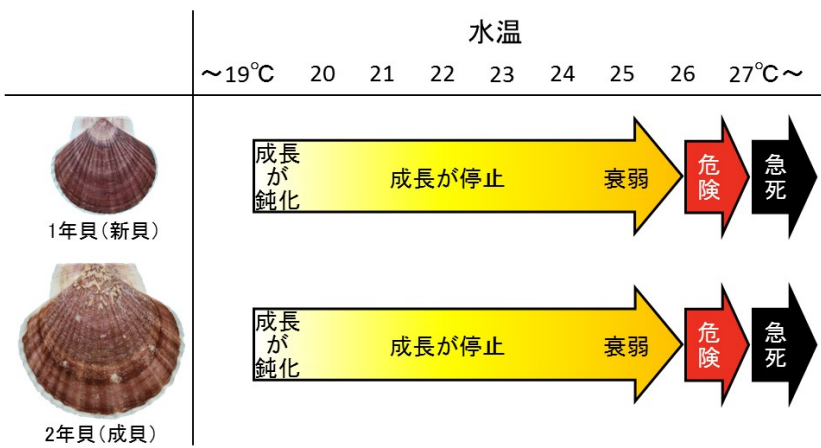 水温
～19℃ 20 21 22 23 24 25 26 27℃～
成長
が
鈍化
成長が停止
衰弱
危
険
急
死
1年貝(新貝)
成長
が
鈍化
成長が停止
衰弱
危
険
急
死
2年貝(成貝)